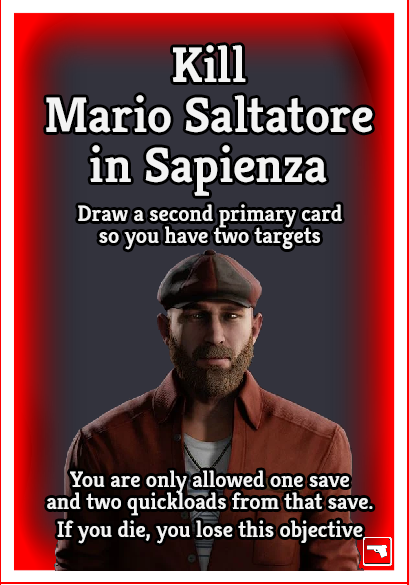 Kill
Mario Saltatore
in Sapienza
Draw a second primary card
so you have two targets
You are only allowed one save
and two quickloads from that save.
If you die, you lose this objective